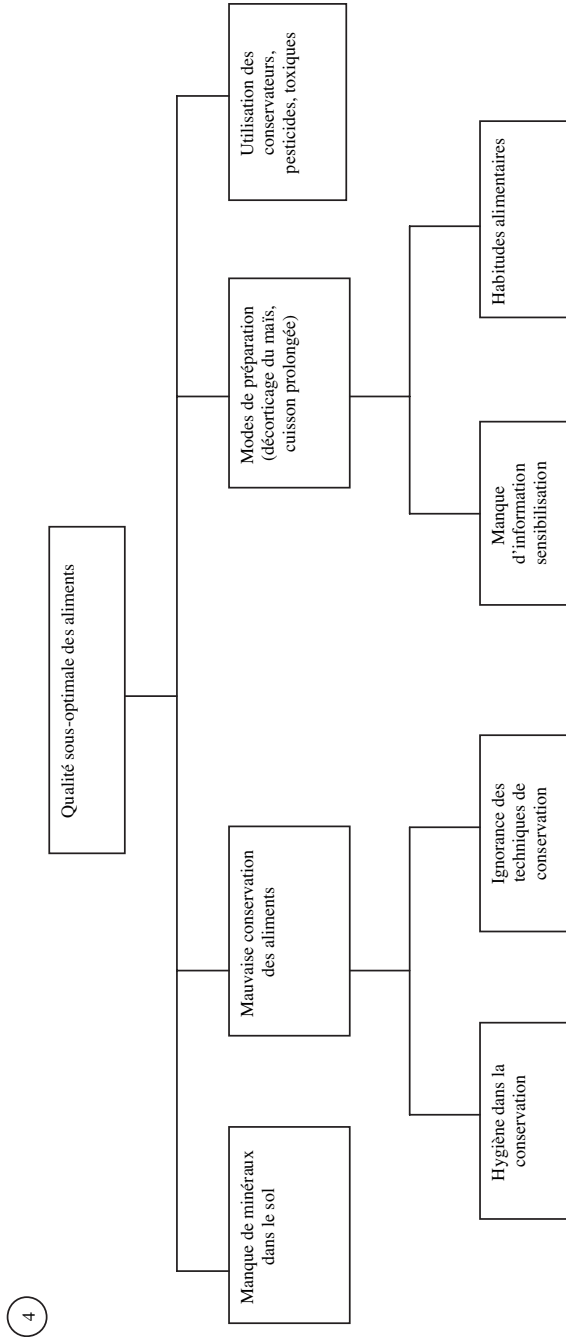 4
Qualité sous-optimale des aliments
Manque de minéraux
dans le sol
Mauvaise conservation
des aliments
Modes de préparation
(décorticage du maïs,
cuisson prolongée)
Utilisation des
conservateurs,
pesticides, toxiques
Hygiène dans la
conservation
Ignorance des
techniques de
conservation
Manque
d’information
sensibilisation
Habitudes alimentaires